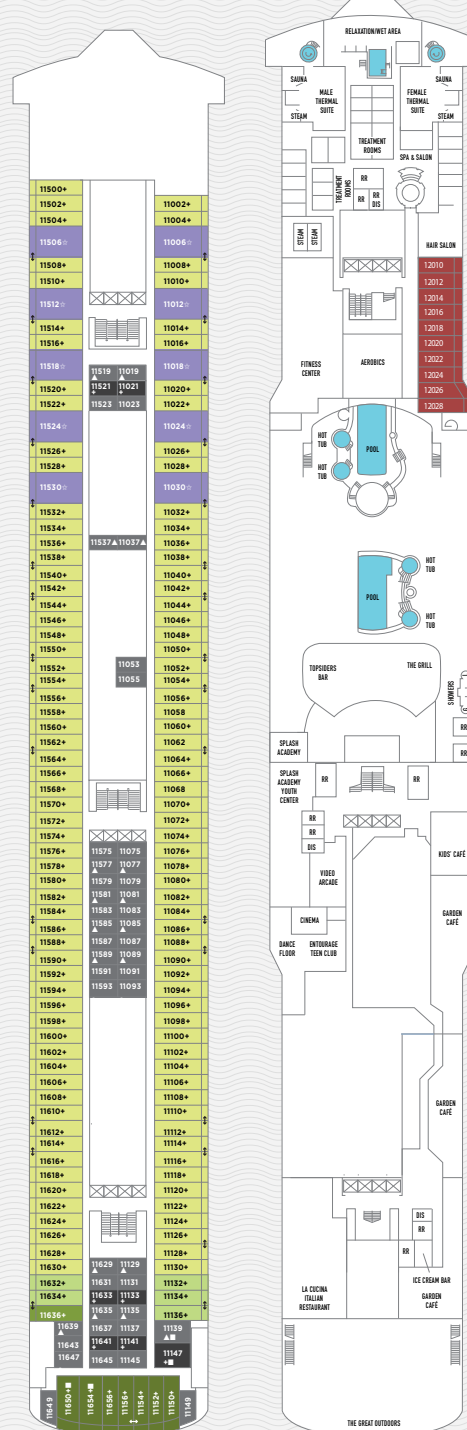 11500+
11502+
11504+
11506☆
11508+
11510+
11512☆
11514+
11516+
11518☆
11520+
11522+
11524☆
11526+
11528+
11530☆
11532+
11534+
11536+
11538+
11540+
11542+
11544+
11546+
11548+
11550+
11552+
11554+
11556+
11558+
11560+
11562+
11564+
11566+
11568+
11570+
11572+
11574+
11576+
11578+
11580+
11582+
11584+
11586+
11588+
11590+
11592+
11594+
11596+
11598+
11600+
11602+
11604+
11606+
11608+
11610+
11612+
11614+
11616+
11618+
11620+
11622+
11624+
11626+
11628+
11630+
11632+
11634+
11636+
11639▲
11643
11647
11649
11519▲ 11019▲
11521+ 11021+
11523 11023
11537▲ 11037▲
11053
11055
11575 11075
11577▲ 11077▲
11579 11079
11581▲ 11081▲
11583 11083
11585▲ 11085▲
11587 11087
11589▲ 11089▲
11591 11091
11593 11093
11629▲ 11129▲
11631 11131
11633+ 11133+
11635▲ 11135▲
11637 11137
11641+ 11141+
11645 11145
11650+■
11654+■
11656+
11156+
11154+
11152+
11150+
11002+
11004+
11006☆
11008+
11010+
11012☆
11014+
11016+
11018☆
11020+
11022+
11024☆
11026+
11028+
11030☆
11032+
11034+
11036+
11038+
11040+
11042+
11044+
11046+
11048+
11050+
11052+
11054+
11056+
11058
11060+
11062
11064+
11066+
11068
11070+
11072+
11074+
11076+
11078+
11080+
11082+
11084+
11086+
11088+
11090+
11092+
11094+
11096+
11098+
11100+
11102+
11104+
11106+
11108+
11110+
11112+
11114+
11116+
11118+
11120+
11122+
11124+
11126+
11128+
11130+
11132+
11134+
11136+
11139▲■
11147+■
11149
RELAXATION/WET AREA
SAUNA
MALE
THERMAL
SUITE
STEAM
SAUNA
FEMALE
THERMAL
SUITE
STEAM
TREATMENT
ROOMS
SPA & SALON
TREATMENT
ROOMS
RR
RR
RR
DIS
STEAM
STEAM
HAIR SALON
12010
12012
12014
12016
12018
12020
12022
12024
12026
12028
FITNESS
CENTER
AEROBICS
HOT
TUB
HOT
TUB
POOL
POOL
HOT
TUB
HOT
TUB
TOPSIDERS
BAR
THE GRILL
SHOWERS
RR
RR
SPLASH
ACADEMY
SPLASH
ACADEMY
YOUTH
CENTER
RR
RR
RR
RR
DIS
VIDEO
ARCADE
KIDS' CAFÉ
GARDEN
CAFÉ
CINEMA
DANCE
FLOOR
ENTOURAGE
TEEN CLUB
GARDEN
CAFÉ
DIS
RR
RR
ICE CREAM BAR
GARDEN
CAFÉ
LA CUCINA
ITALIAN
RESTAURANT
THE GREAT OUTDOORS